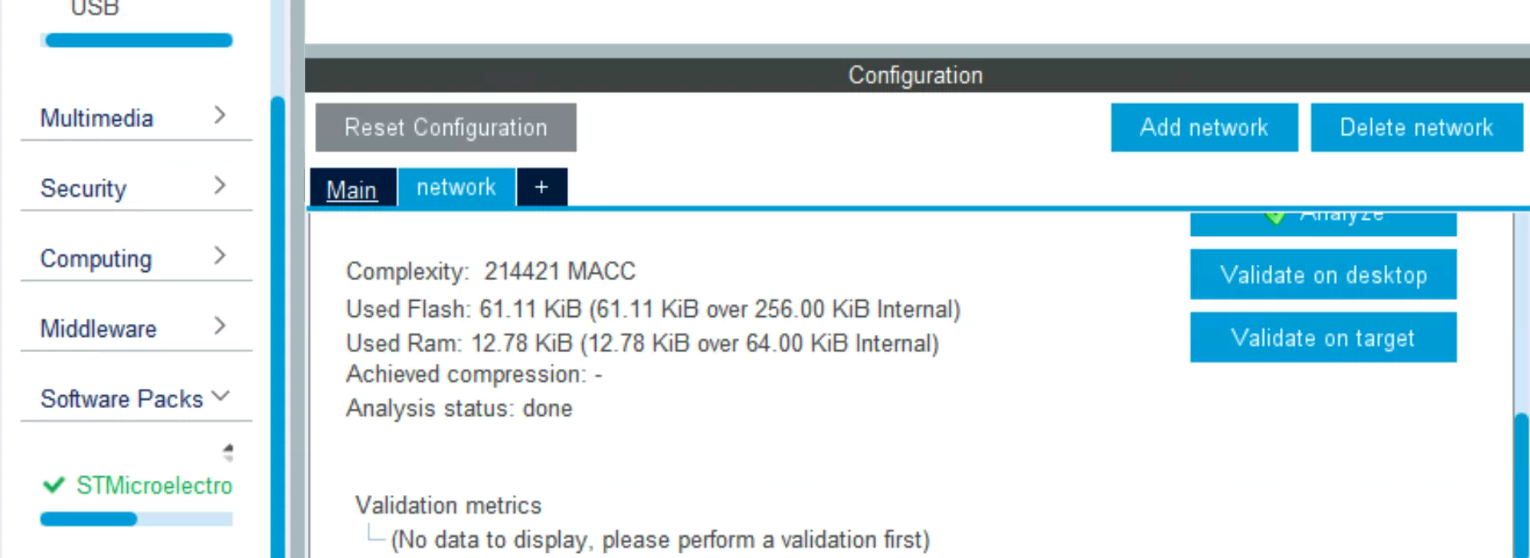 USB
Multimedia
Security
Computing
Middleware
Software Packs
STMicroelectro
Configuration
Reset Configuration
Add network
Delete network
Main
network
+
Analyze
Complexity: 214421 MACC
Used Flash: 61.11 KiB (61.11 KiB over 256.00 KiB Internal)
Used Ram: 12.78 KiB (12.78 KiB over 64.00 KiB Internal)
Achieved compression: -
Analysis status: done
Validate on desktop
Validate on target
Validation metrics
(No data to display, please perform a validation first)